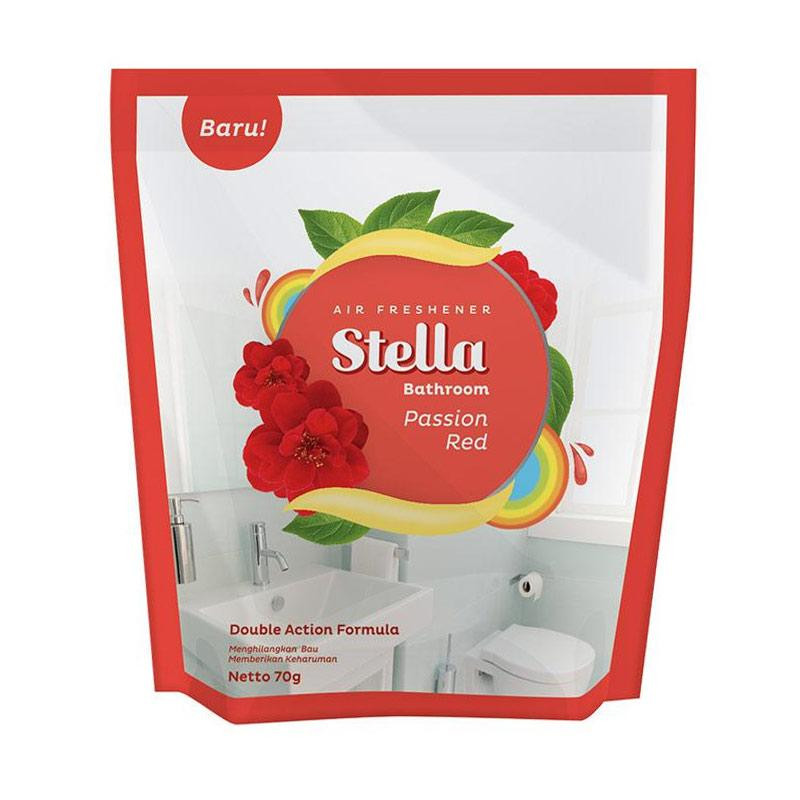 Baru!
AIR FRESHENER
Stella
Bathroom
Passion
Red
Double Action Formula
Menghilangkan Bau
Memberikan Keharuman
Netto 70g